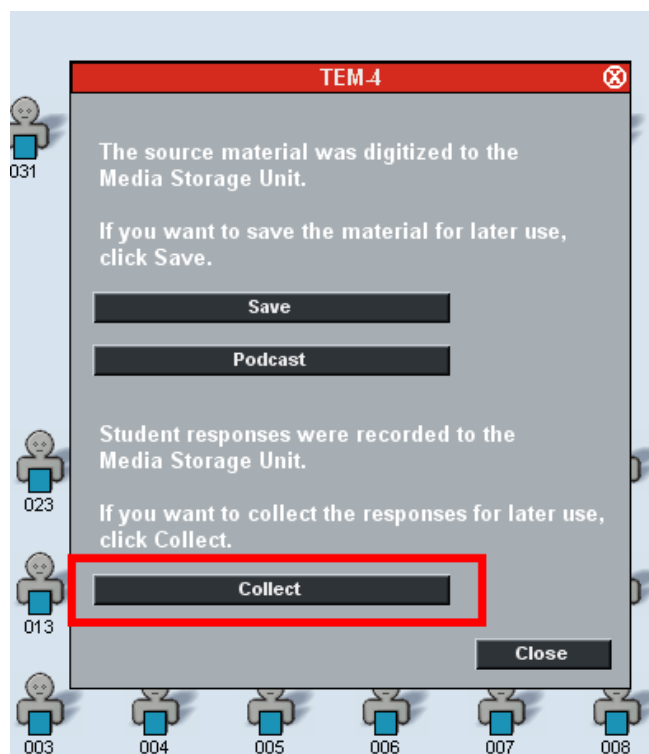 TEM-4
031
The source material was digitized to the
Media Storage Unit.
If you want to save the material for later use,
click Save.
Save
Podcast
Student responses were recorded to the
Media Storage Unit.
023
If you want to collect the responses for later use,
click Collect.
Collect
013
Close
003 004 005 006 007 008